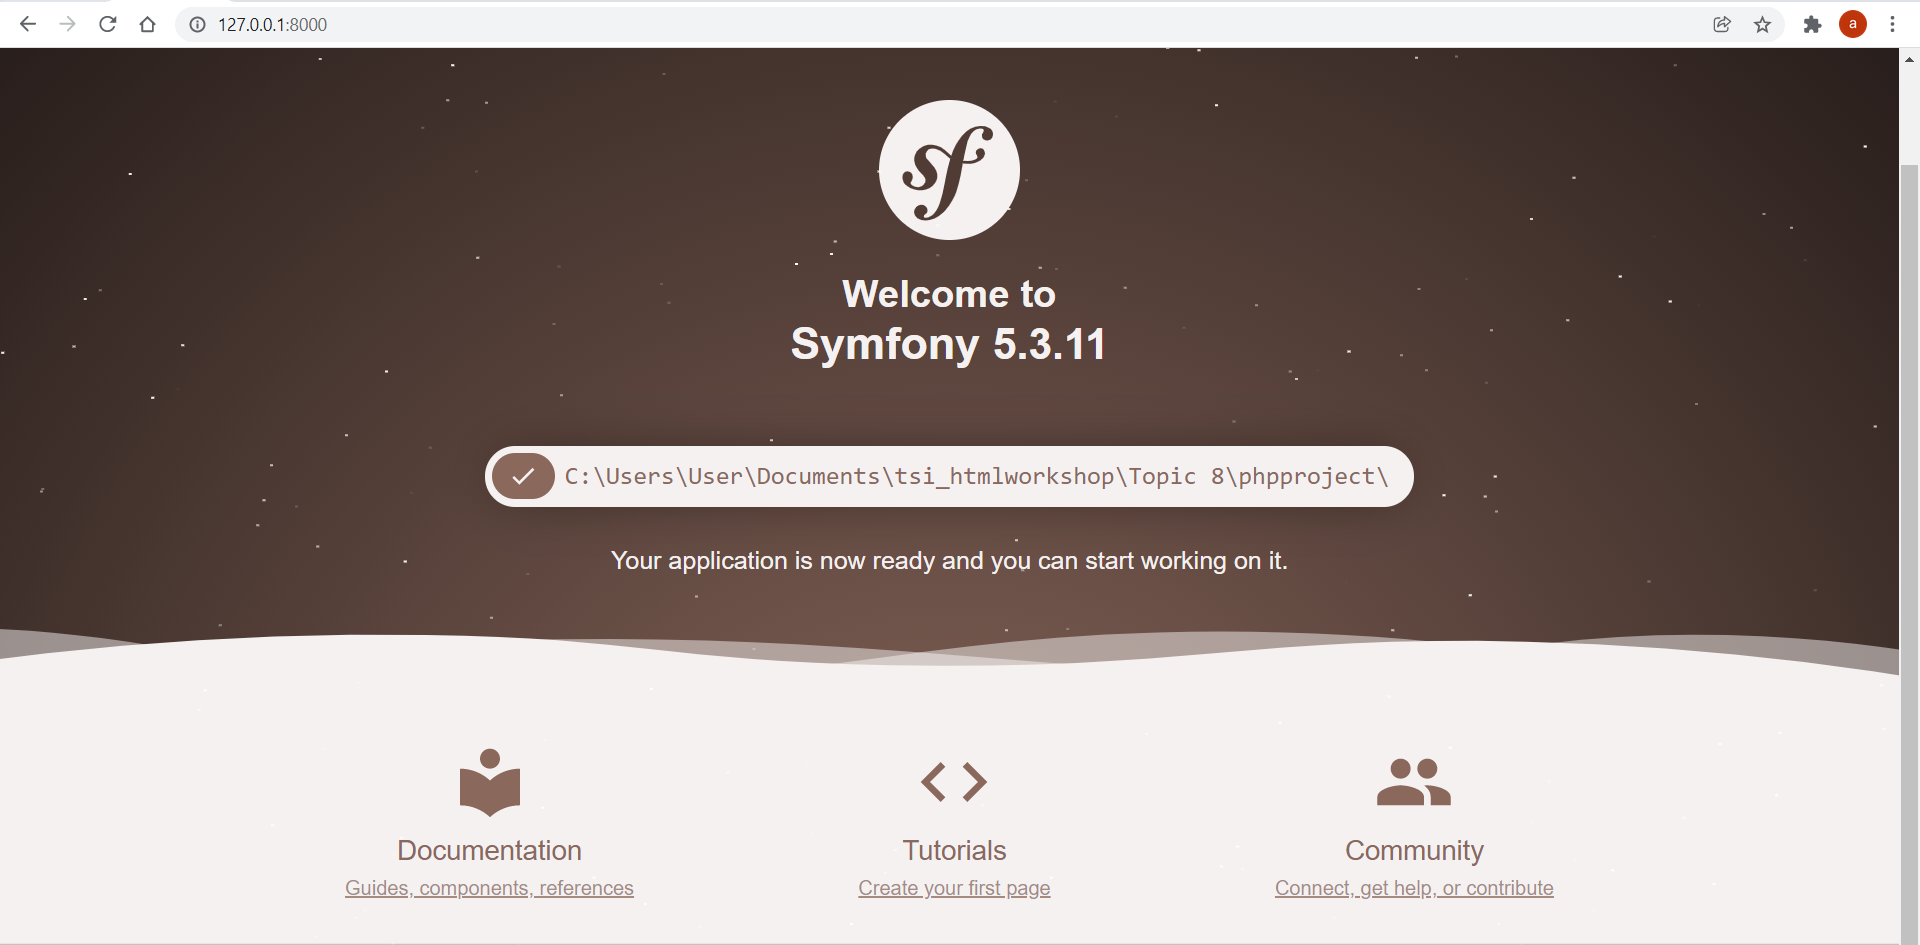 127.0.0.1:8000
a
sf
Welcome to
Symfony 5.3.11
C:\Users\User\Documents\tsi_htmlworkshop\Topic 8\phpproject\
Your application is now ready and you can start working on it.
Documentation
Guides, components, references
Tutorials
Create your first page
Community
Connect, get help, or contribute